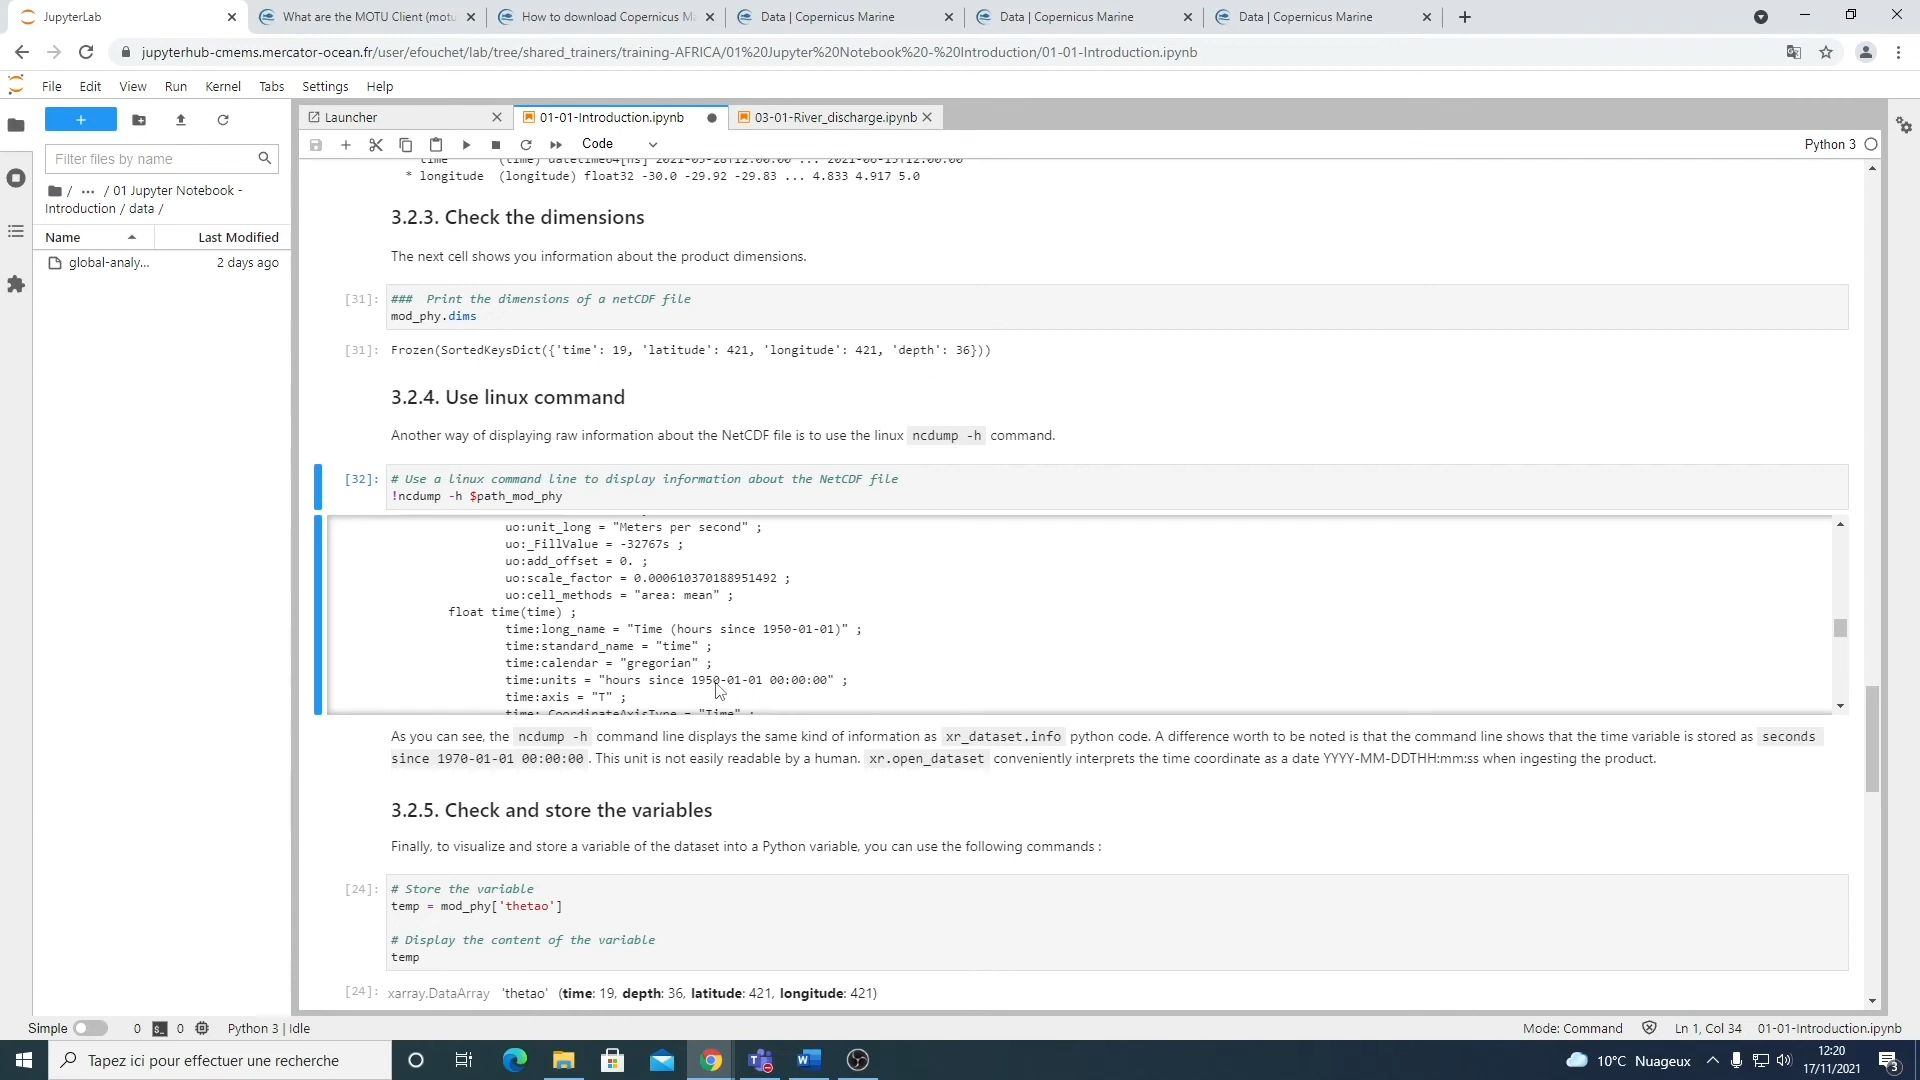 JupyterLab
What are the MOTU Client (motu
How to download Copernicus M
Data | Copernicus Marine
Data | Copernicus Marine
Data | Copernicus Marine
jupyterhub-cmems.mercator-ocean.fr/user/efouchet/lab/tree/shared_trainers/training-AFRICA/01%20Jupyter%20Notebook%20-%20Introduction/01-01-Introduction.ipynb
File Edit View Run Kernel Tabs Settings Help
Launcher
01-01-Introduction.ipynb
03-01-River_discharge.ipynb
Code
Python 3
Filter files by name
/ ... / 01 Jupyter Notebook -
Introduction / data /
Name Last Modified
global-analy... 2 days ago
* longitude (longitude) float32 -30.0 -29.92 -29.83 ... 4.833 4.917 5.0
3.2.3. Check the dimensions
The next cell shows you information about the product dimensions.
[31]: ### Print the dimensions of a netCDF file
mod_phy.dims
[31]: Frozen(SortedKeysDict({'time': 19, 'latitude': 421, 'longitude': 421, 'depth': 36}))
3.2.4. Use linux command
Another way of displaying raw information about the NetCDF file is to use the linux ncdump -h command.
[32]: # Use a linux command line to display information about the NetCDF file
!ncdump -h $path_mod_phy
uo:unit_long = "Meters per second" ;
uo:_FillValue = -32767s ;
uo:add_offset = 0. ;
uo:scale_factor = 0.000610370188951492 ;
uo:cell_methods = "area: mean" ;
float time(time) ;
time:long_name = "Time (hours since 1950-01-01)" ;
time:standard_name = "time" ;
time:calendar = "gregorian" ;
time:units = "hours since 1950-01-01 00:00:00" ;
time:axis = "T" ;
time:_CoordinateAxisType = "Time" ;
As you can see, the ncdump -h command line displays the same kind of information as xr_dataset.info python code. A difference worth to be noted is that the command line shows that the time variable is stored as seconds
since 1970-01-01 00:00:00 . This unit is not easily readable by a human. xr.open_dataset conveniently interprets the time coordinate as a date YYYY-MM-DDTHH:mm:ss when ingesting the product.
3.2.5. Check and store the variables
Finally, to visualize and store a variable of the dataset into a Python variable, you can use the following commands :
[24]: # Store the variable
temp = mod_phy['thetao']
# Display the content of the variable
temp
[24]: xarray.DataArray 'thetao' (time: 19, depth: 36, latitude: 421, longitude: 421)
Simple 0 0 Python 3 | Idle
Mode: Command Ln 1, Col 34 01-01-Introduction.ipynb
Tapez ici pour effectuer une recherche
10°C Nuageux
12:20
17/11/2021
3